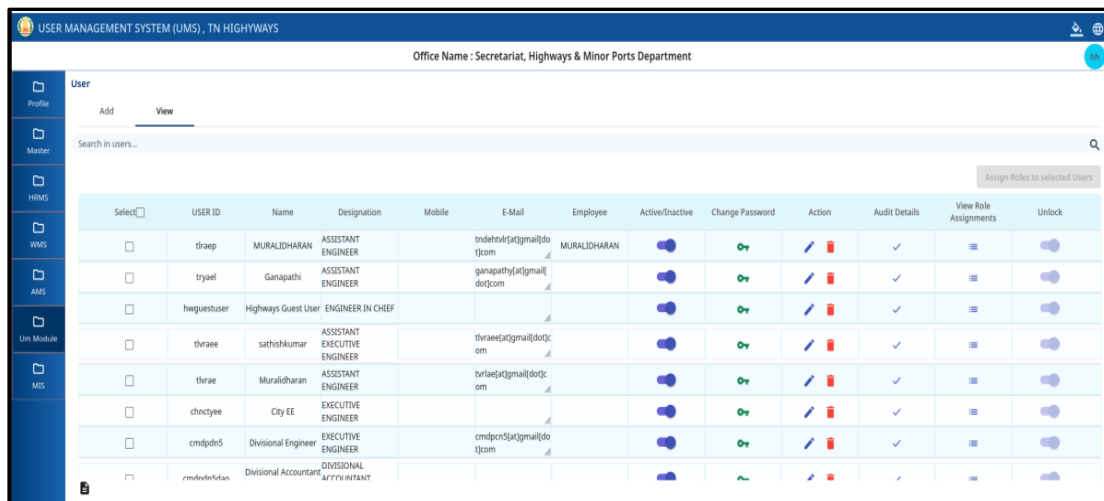 USER MANAGEMENT SYSTEM (UMS) , TN HIGHWAYS
Office Name : Secretariat, Highways & Minor Ports Department
hh
Profile
Master
HRMS
WMS
AMS
Um Module
MIS
User
Add View
Search in users...
Assign Roles to selected Users
Select USER ID Name Designation Mobile E-Mail Employee Active/Inactive Change Password Action Audit Details View Role Assignments Unlock
tlraep MURALIDHARAN ASSISTANT ENGINEER tndehtvlr[at]gmail[dot]com MURALIDHARAN
tryael Ganapathi ASSISTANT ENGINEER ganapathy[at]gmail[dot]com
hwguestuser Highways Guest User ENGINEER IN CHIEF
tlvraee sathishkumar ASSISTANT EXECUTIVE ENGINEER tlvraee[at]gmail[dot]com
tlvrae Muralidharan ASSISTANT ENGINEER tvrlae[at]gmail[dot]com
chnctyee City EE EXECUTIVE ENGINEER
cmdpdn5 Divisional Engineer EXECUTIVE ENGINEER cmdpcn5[at]gmail[dot]com
cmdpdn5dao Divisional Accountant DIVISIONAL ACCOUNTANT